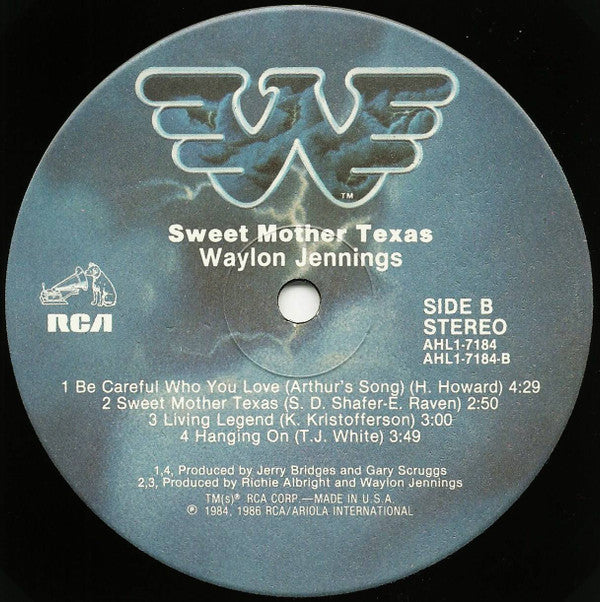 TM
Sweet Mother Texas
Waylon Jennings
RCA
SIDE B
STEREO
AHL1-7184
AHL1-7184-B
1 Be Careful Who You Love (Arthur's Song) (H. Howard) 4:29
2 Sweet Mother Texas (S. D. Shafer-E. Raven) 2:50
3 Living Legend (K. Kristofferson) 3:00
4 Hanging On (T.J. White) 3:49
1,4, Produced by Jerry Bridges and Gary Scruggs
2,3, Produced by Richie Albright and Waylon Jennings
TM(s)® RCA CORP.—MADE IN U.S.A.
℗ 1984, 1986 RCA/ARIOLA INTERNATIONAL